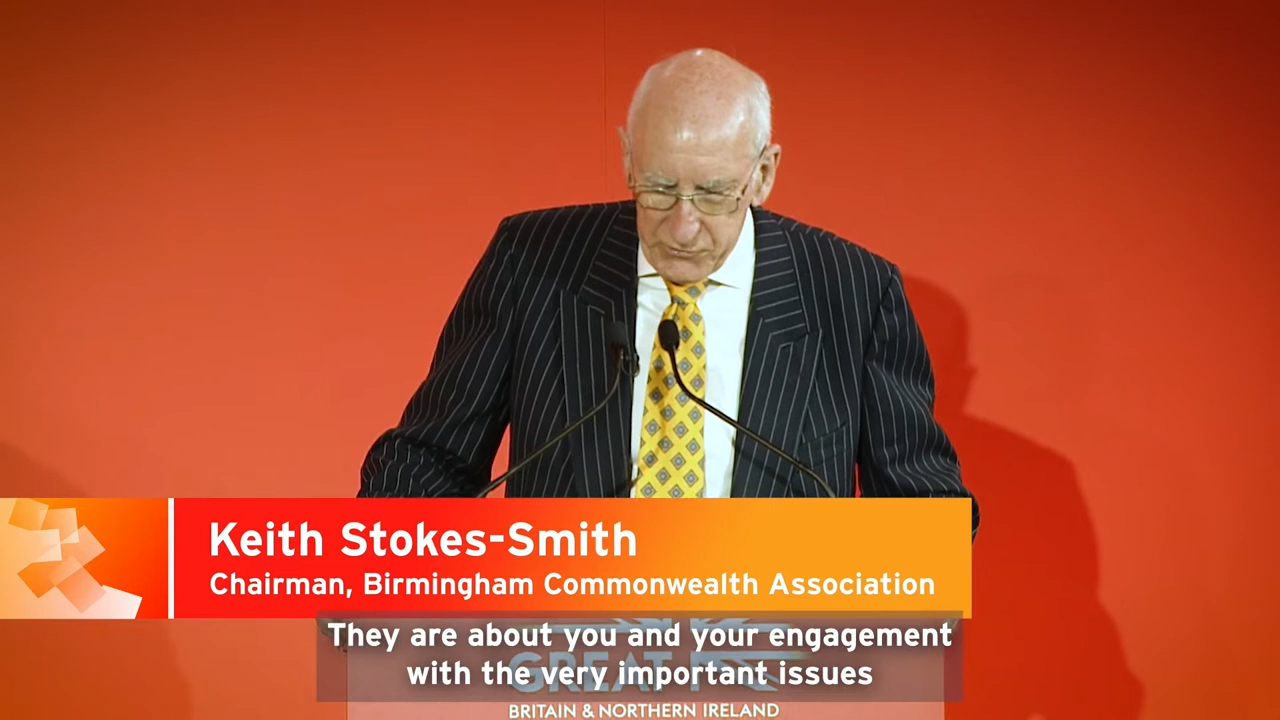 Keith Stokes-Smith
Chairman, Birmingham Commonwealth Association
They are about you and your engagement
with the very important issues
GREAT
BRITAIN & NORTHERN IRELAND